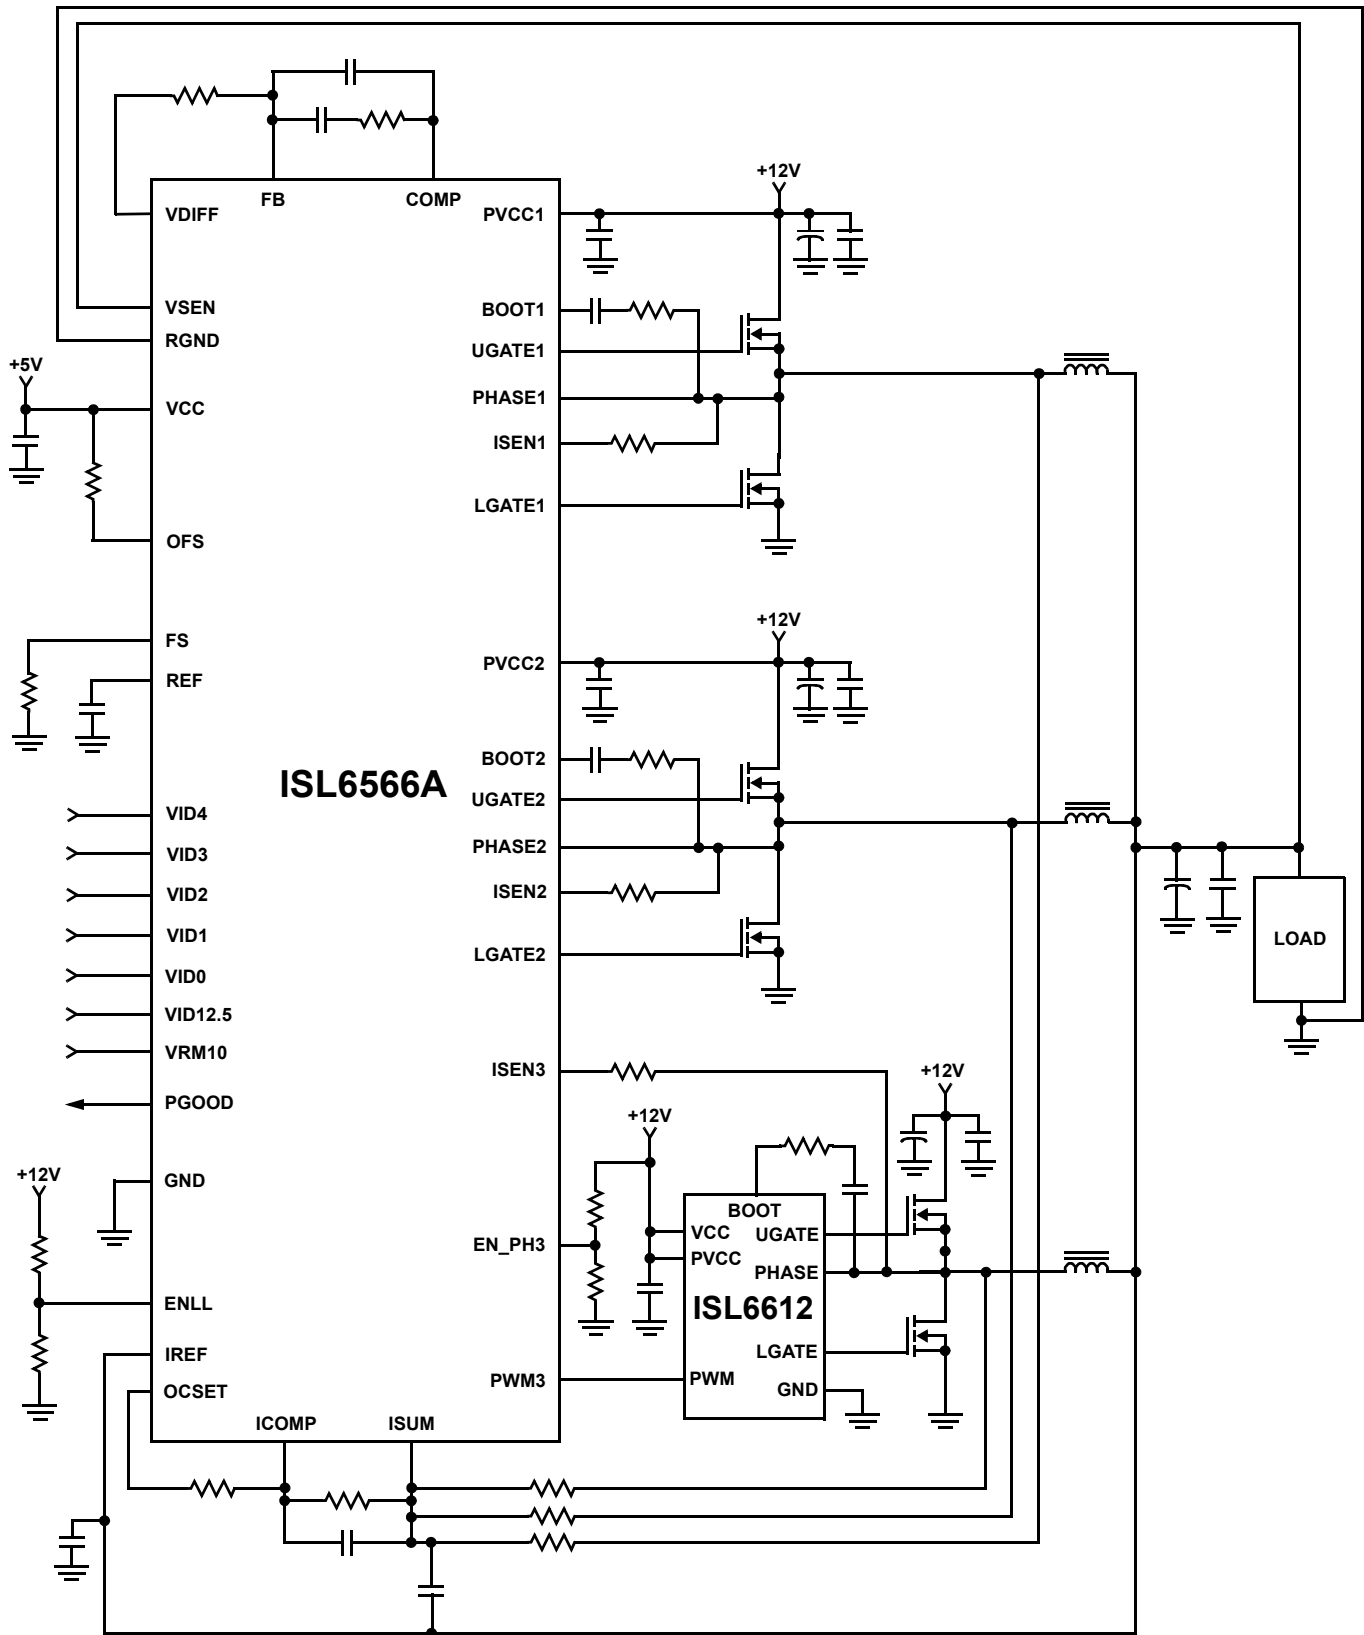 +12V
FB
COMP
VDIFF
PVCC1
VSEN
BOOT1
RGND
UGATE1
+5V
VCC
PHASE1
ISEN1
LGATE1
OFS
+12V
FS
PVCC2
REF
BOOT2
ISL6566A
UGATE2
VID4
PHASE2
VID3
ISEN2
VID2
VID1
LGATE2
LOAD
VID0
VID12.5
VRM10
ISEN3
+12V
PGOOD
+12V
+12V
GND
BOOT
VCC
UGATE
EN_PH3
PVCC
PHASE
ENLL
ISL6612
IREF
LGATE
OCSET
PWM3
PWM
GND
ICOMP
ISUM